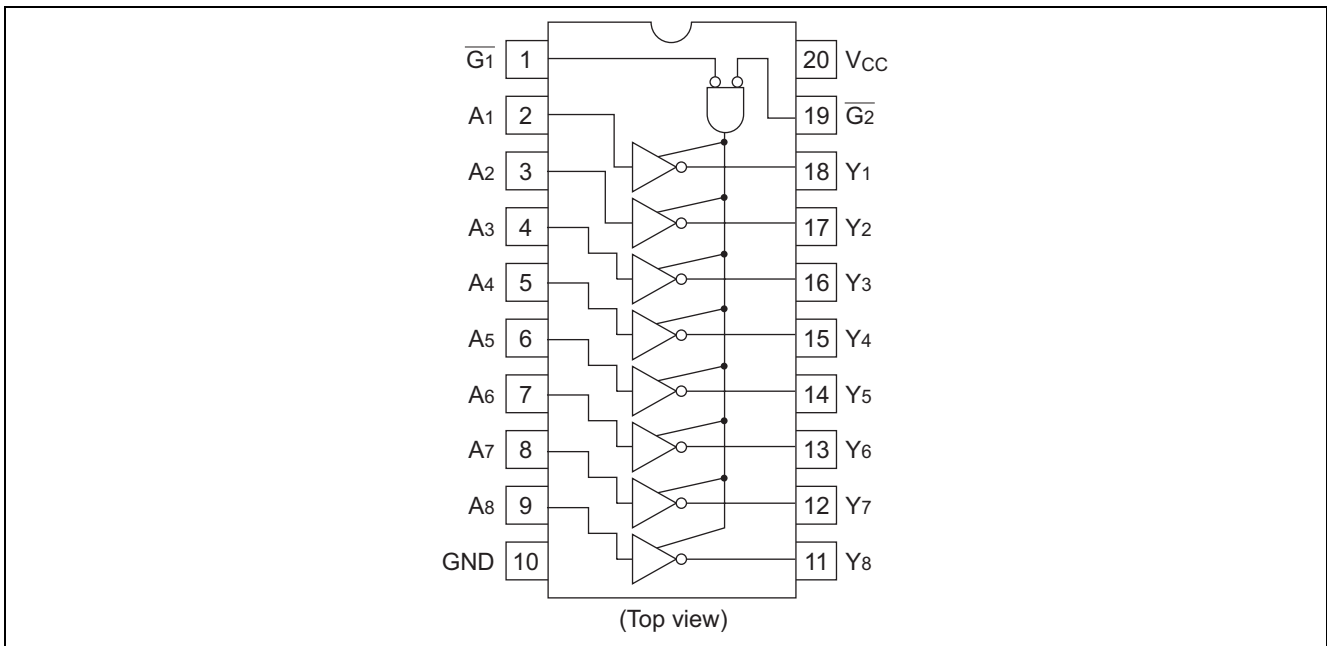 G1 1 20 VCC
A1 2 19 G2
A2 3 18 Y1
A3 4 17 Y2
A4 5 16 Y3
A5 6 15 Y4
A6 7 14 Y5
A7 8 13 Y6
A8 9 12 Y7
GND 10 11 Y8
(Top view)